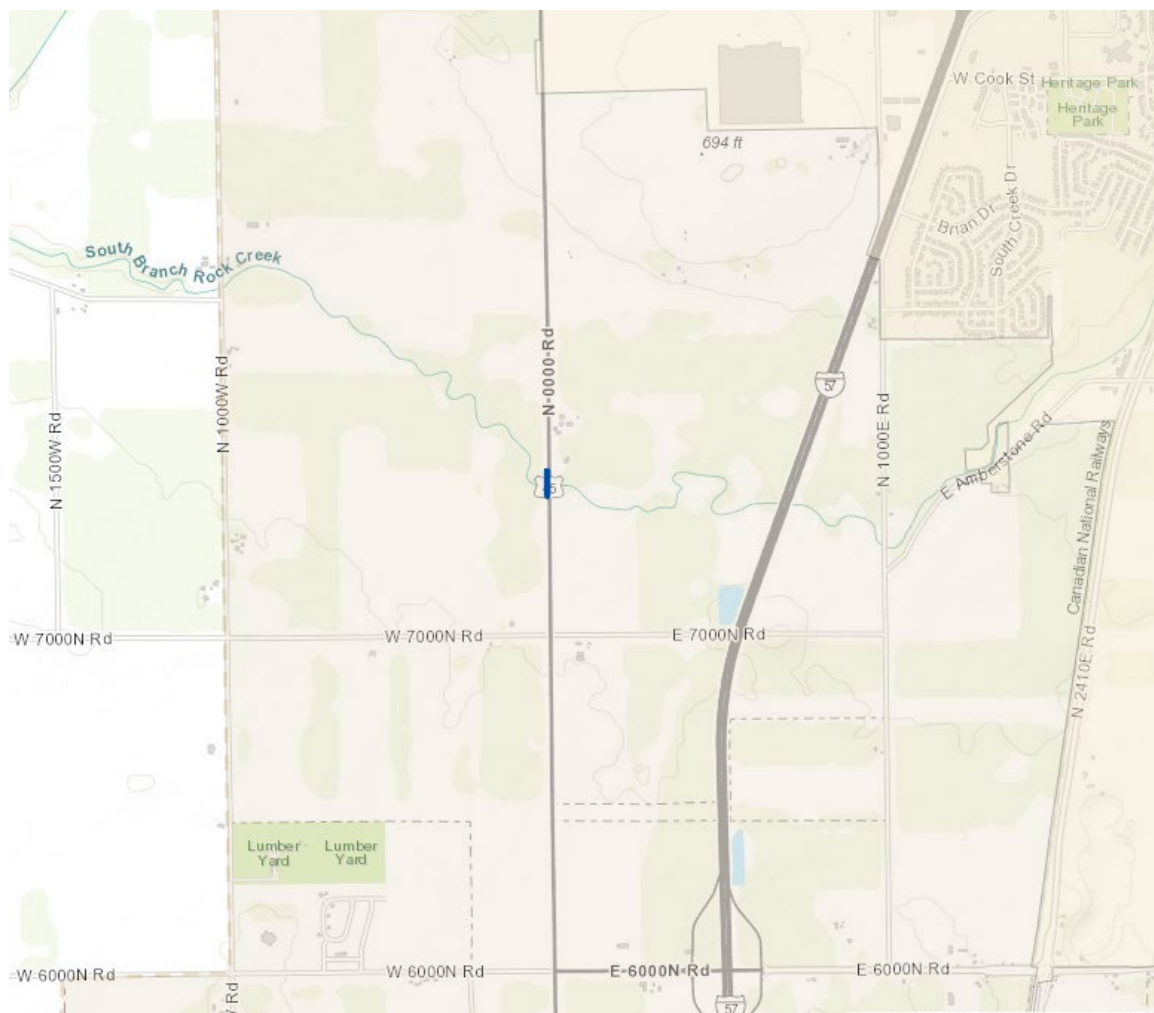 W Cook St
Heritage Park
Heritage
Park
694 ft
Brian Dr
South Creek Dr
South Branch Rock Creek
N-0000-Rd
57
N 1000W Rd
N 1500W Rd
N 1000E Rd
E Amberstone Rd
Canadian National Railways
W 7000N Rd
W 7000N Rd
E 7000N Rd
N 2410E Rd
Lumber
Yard
Lumber
Yard
W 6000N Rd
W 6000N Rd
E-6000N-Rd
E 6000N Rd
Rd
57